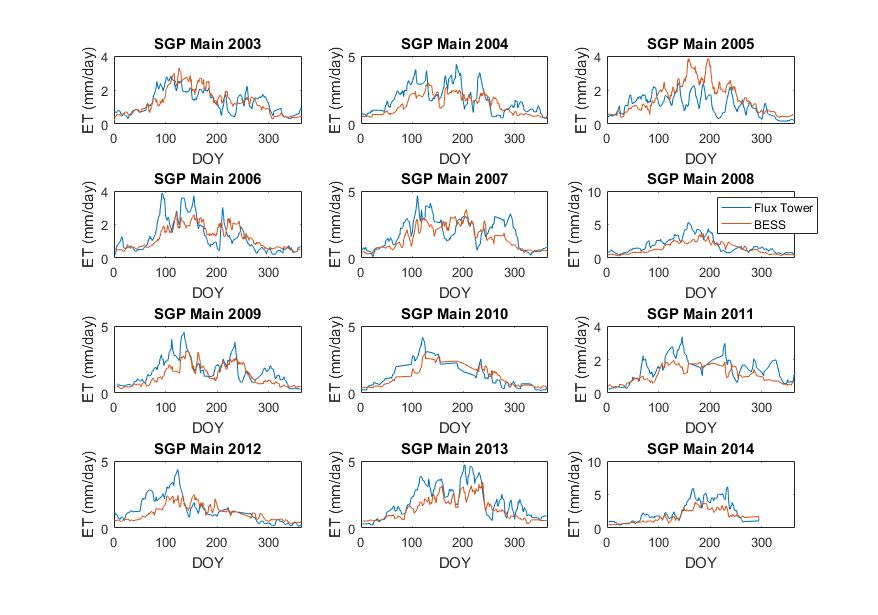 SGP Main 2003
ET (mm/day)
4
2
0
0 100 200 300
DOY
SGP Main 2004
ET (mm/day)
5
0
0 100 200 300
DOY
SGP Main 2005
ET (mm/day)
4
2
0
0 100 200 300
DOY
SGP Main 2006
ET (mm/day)
4
2
0
0 100 200 300
DOY
SGP Main 2007
ET (mm/day)
5
0
0 100 200 300
DOY
SGP Main 2008
ET (mm/day)
10
5
0
0 100 200 300
DOY
Flux Tower
BESS
SGP Main 2009
ET (mm/day)
5
0
0 100 200 300
DOY
SGP Main 2010
ET (mm/day)
5
0
0 100 200 300
DOY
SGP Main 2011
ET (mm/day)
4
2
0
0 100 200 300
DOY
SGP Main 2012
ET (mm/day)
5
0
0 100 200 300
DOY
SGP Main 2013
ET (mm/day)
5
0
0 100 200 300
DOY
SGP Main 2014
ET (mm/day)
10
5
0
0 100 200 300
DOY